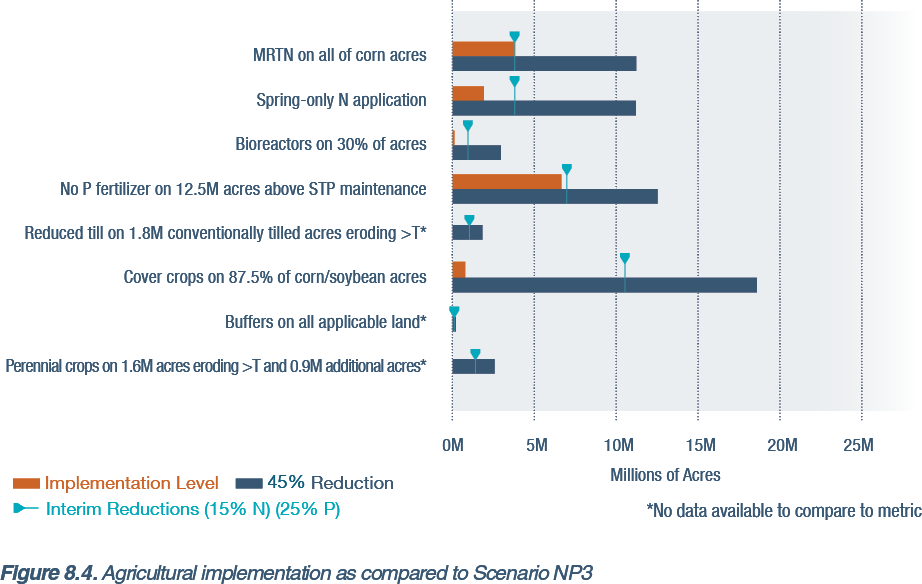 MRTN on all of corn acres
Spring-only N application
Bioreactors on 30% of acres
No P fertilizer on 12.5M acres above STP maintenance
Reduced till on 1.8M conventionally tilled acres eroding >T*
Cover crops on 87.5% of corn/soybean acres
Buffers on all applicable land*
Perennial crops on 1.6M acres eroding >T and 0.9M additional acres*
0M 5M 10M 15M 20M 25M
Millions of Acres
Implementation Level 45% Reduction
Interim Reductions (15% N) (25% P)
*No data available to compare to metric
Figure 8.4. Agricultural implementation as compared to Scenario NP3